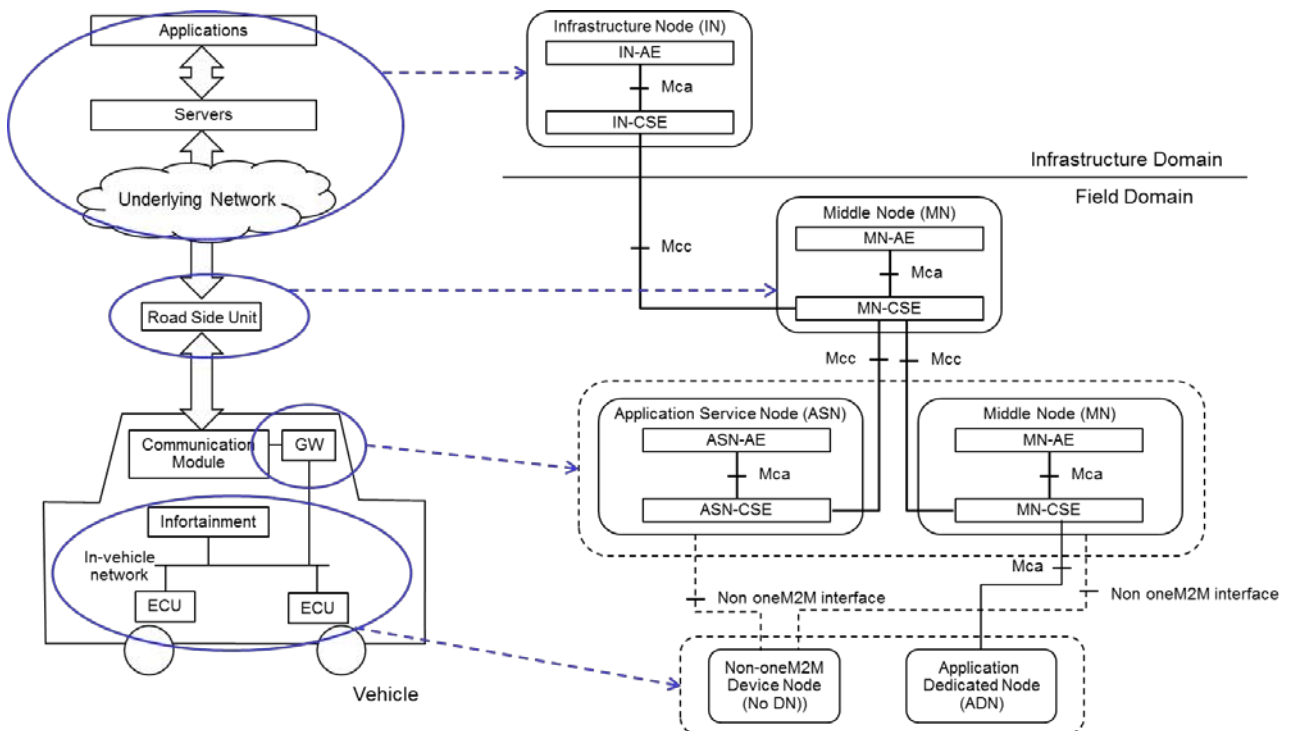 Applications
Servers
Underlying Network
Road Side Unit
Communication
Module
GW
Infortainment
In-vehicle
network
ECU
ECU
Vehicle
Infrastructure Node (IN)
IN-AE
Mca
IN-CSE
Infrastructure Domain
Field Domain
Mcc
Middle Node (MN)
MN-AE
Mca
MN-CSE
Mcc
Mcc
Application Service Node (ASN)
ASN-AE
Mca
ASN-CSE
Middle Node (MN)
MN-AE
Mca
MN-CSE
Mca
Non oneM2M interface
Non oneM2M interface
Non-oneM2M
Device Node
(No DN))
Application
Dedicated Node
(ADN)